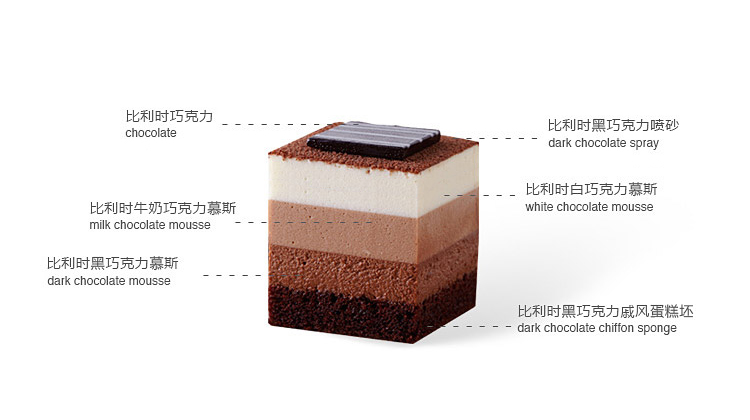 比利时巧克力
chocolate
比利时黑巧克力喷砂
dark chocolate spray
比利时白巧克力慕斯
white chocolate mousse
比利时牛奶巧克力慕斯
milk chocolate mousse
比利时黑巧克力慕斯
dark chocolate mousse
比利时黑巧克力戚风蛋糕坯
dark chocolate chiffon sponge